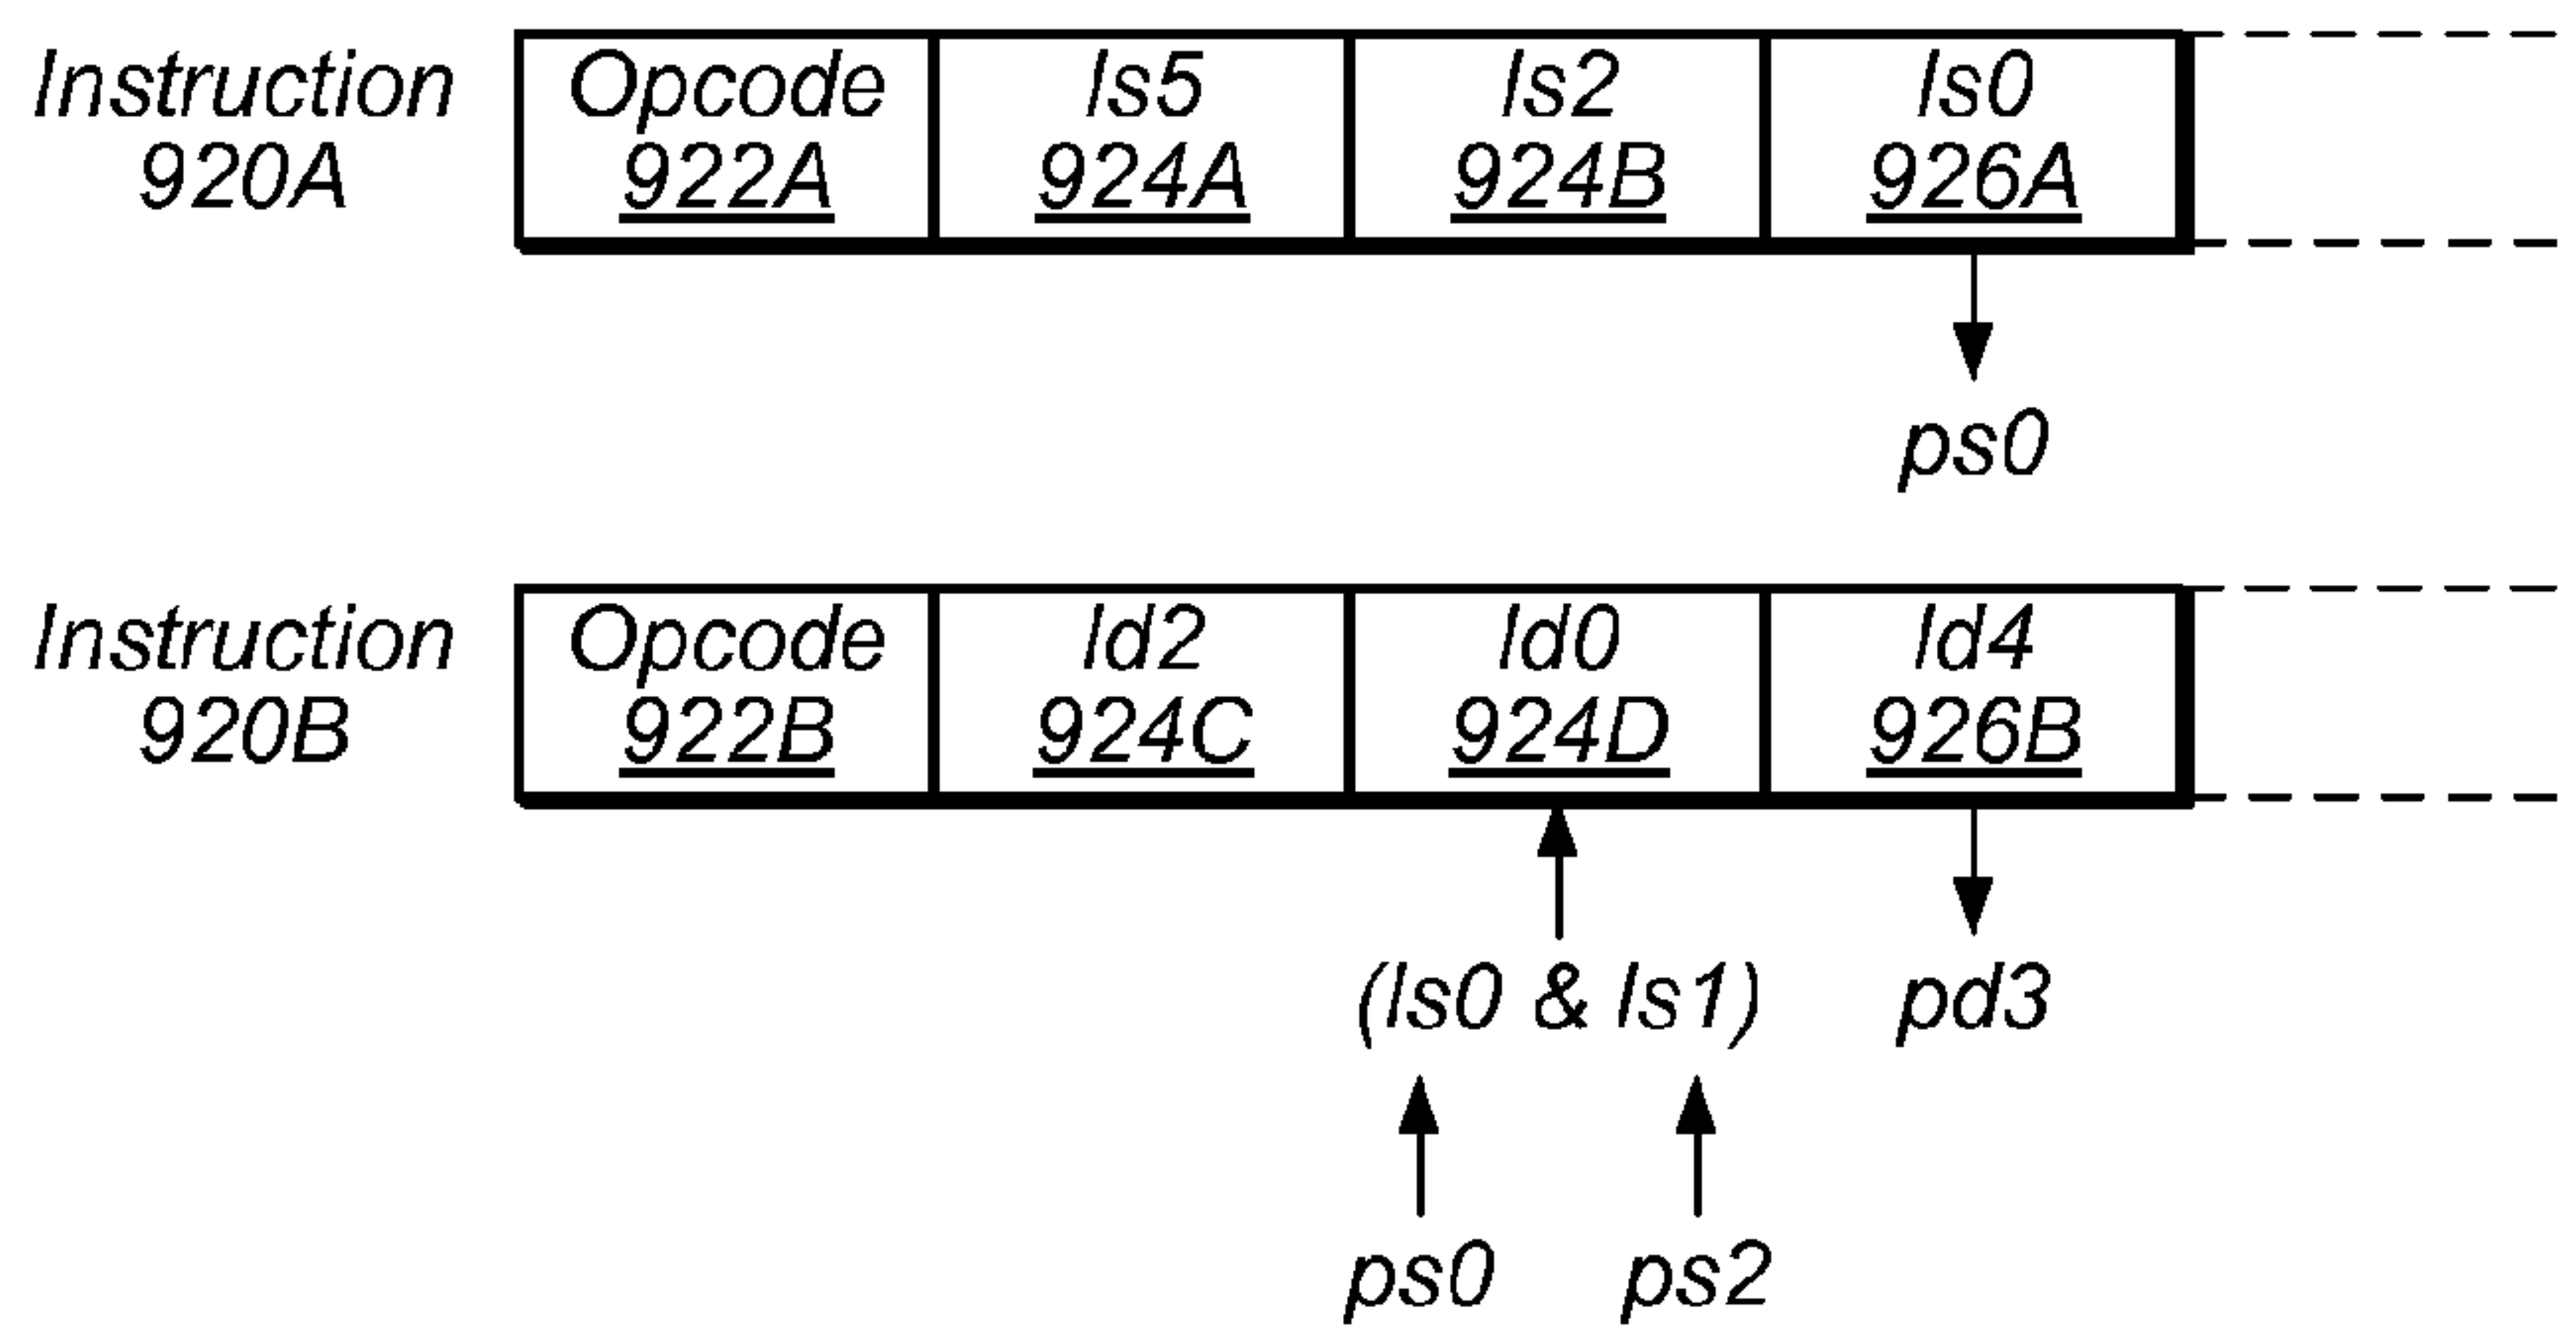 Instruction 920A
Opcode 922A
ls5 924A
ls2 924B
ls0 926A
ps0
Instruction 920B
Opcode 922B
ld2 924C
ld0 924D
ld4 926B
(ls0 & ls1)
pd3
ps0
ps2